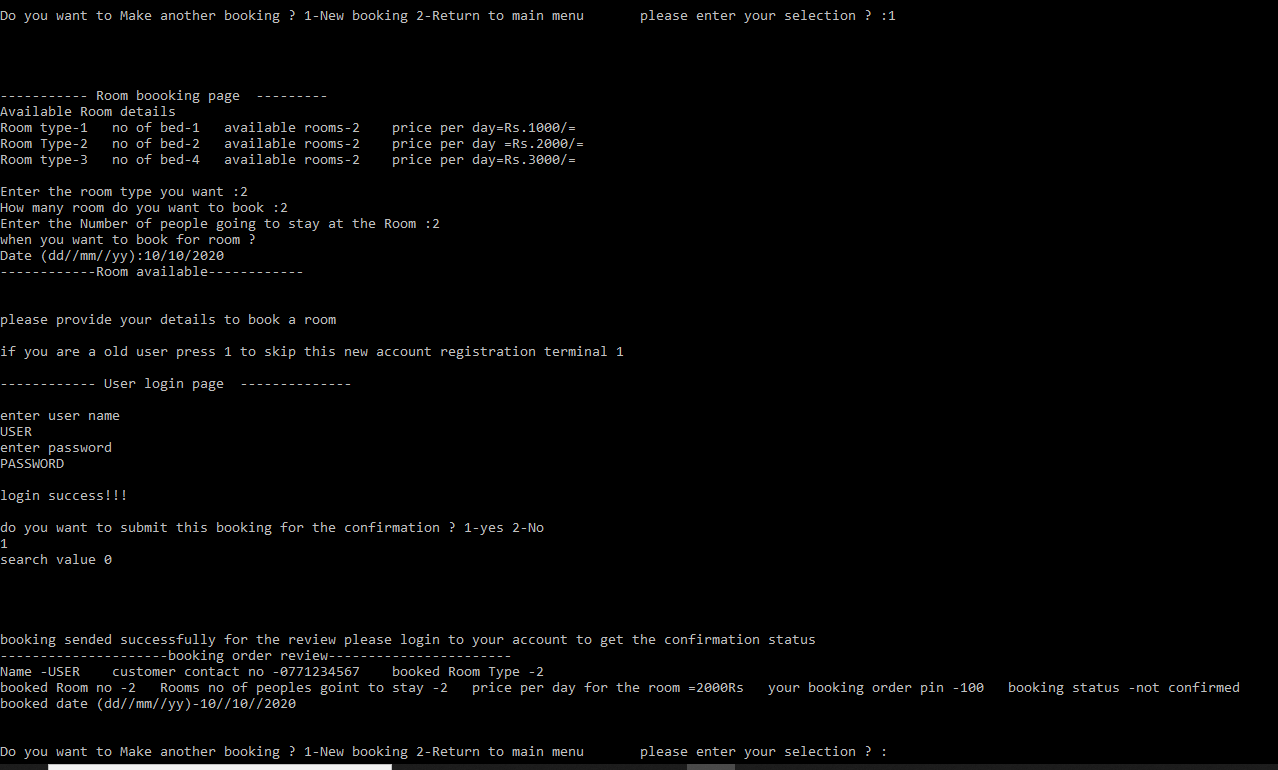 Do you want to Make another booking ? 1-New booking 2-Return to main menu       please enter your selection ? :1
----------- Room boooking page  ---------
Available Room details
Room type-1   no of bed-1   available rooms-2    price per day=Rs.1000/=
Room Type-2   no of bed-2   available rooms-2    price per day =Rs.2000/=
Room type-3   no of bed-4   available rooms-2    price per day=Rs.3000/=
Enter the room type you want :2
How many room do you want to book :2
Enter the Number of people going to stay at the Room :2
when you want to book for room ?
Date (dd//mm//yy):10/10/2020
------------Room available------------
please provide your details to book a room
if you are a old user press 1 to skip this new account registration terminal 1
------------ User login page  --------------
enter user name
USER
enter password
PASSWORD
login success!!!
do you want to submit this booking for the confirmation ? 1-yes 2-No
1
search value 0
booking sended successfully for the review please login to your account to get the confirmation status
---------------------booking order review-----------------------
Name -USER    customer contact no -0771234567    booked Room Type -2
booked Room no -2   Rooms no of peoples goint to stay -2   price per day for the room =2000Rs   your booking order pin -100   booking status -not confirmed
booked date (dd//mm//yy)-10//10//2020
Do you want to Make another booking ? 1-New booking 2-Return to main menu       please enter your selection ? :